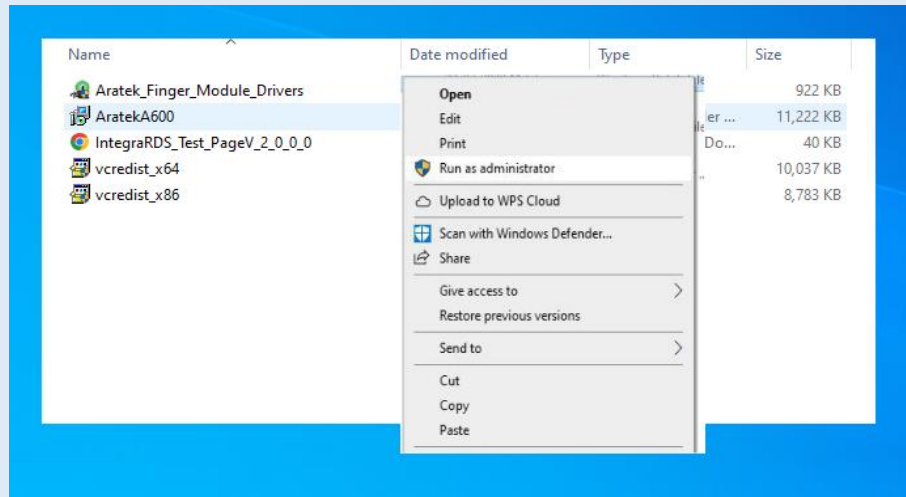 Name Date modified Type Size
Aratek_Finger_Module_Drivers 922 KB
AratekA600 er ... 11,222 KB
IntegraRDS_Test_PageV_2_0_0_0 Do... 40 KB
vcredist_x64 10,037 KB
vcredist_x86 8,783 KB
Open
Edit
Print
Run as administrator
Upload to WPS Cloud
Scan with Windows Defender...
Share
Give access to
Restore previous versions
Send to
Cut
Copy
Paste